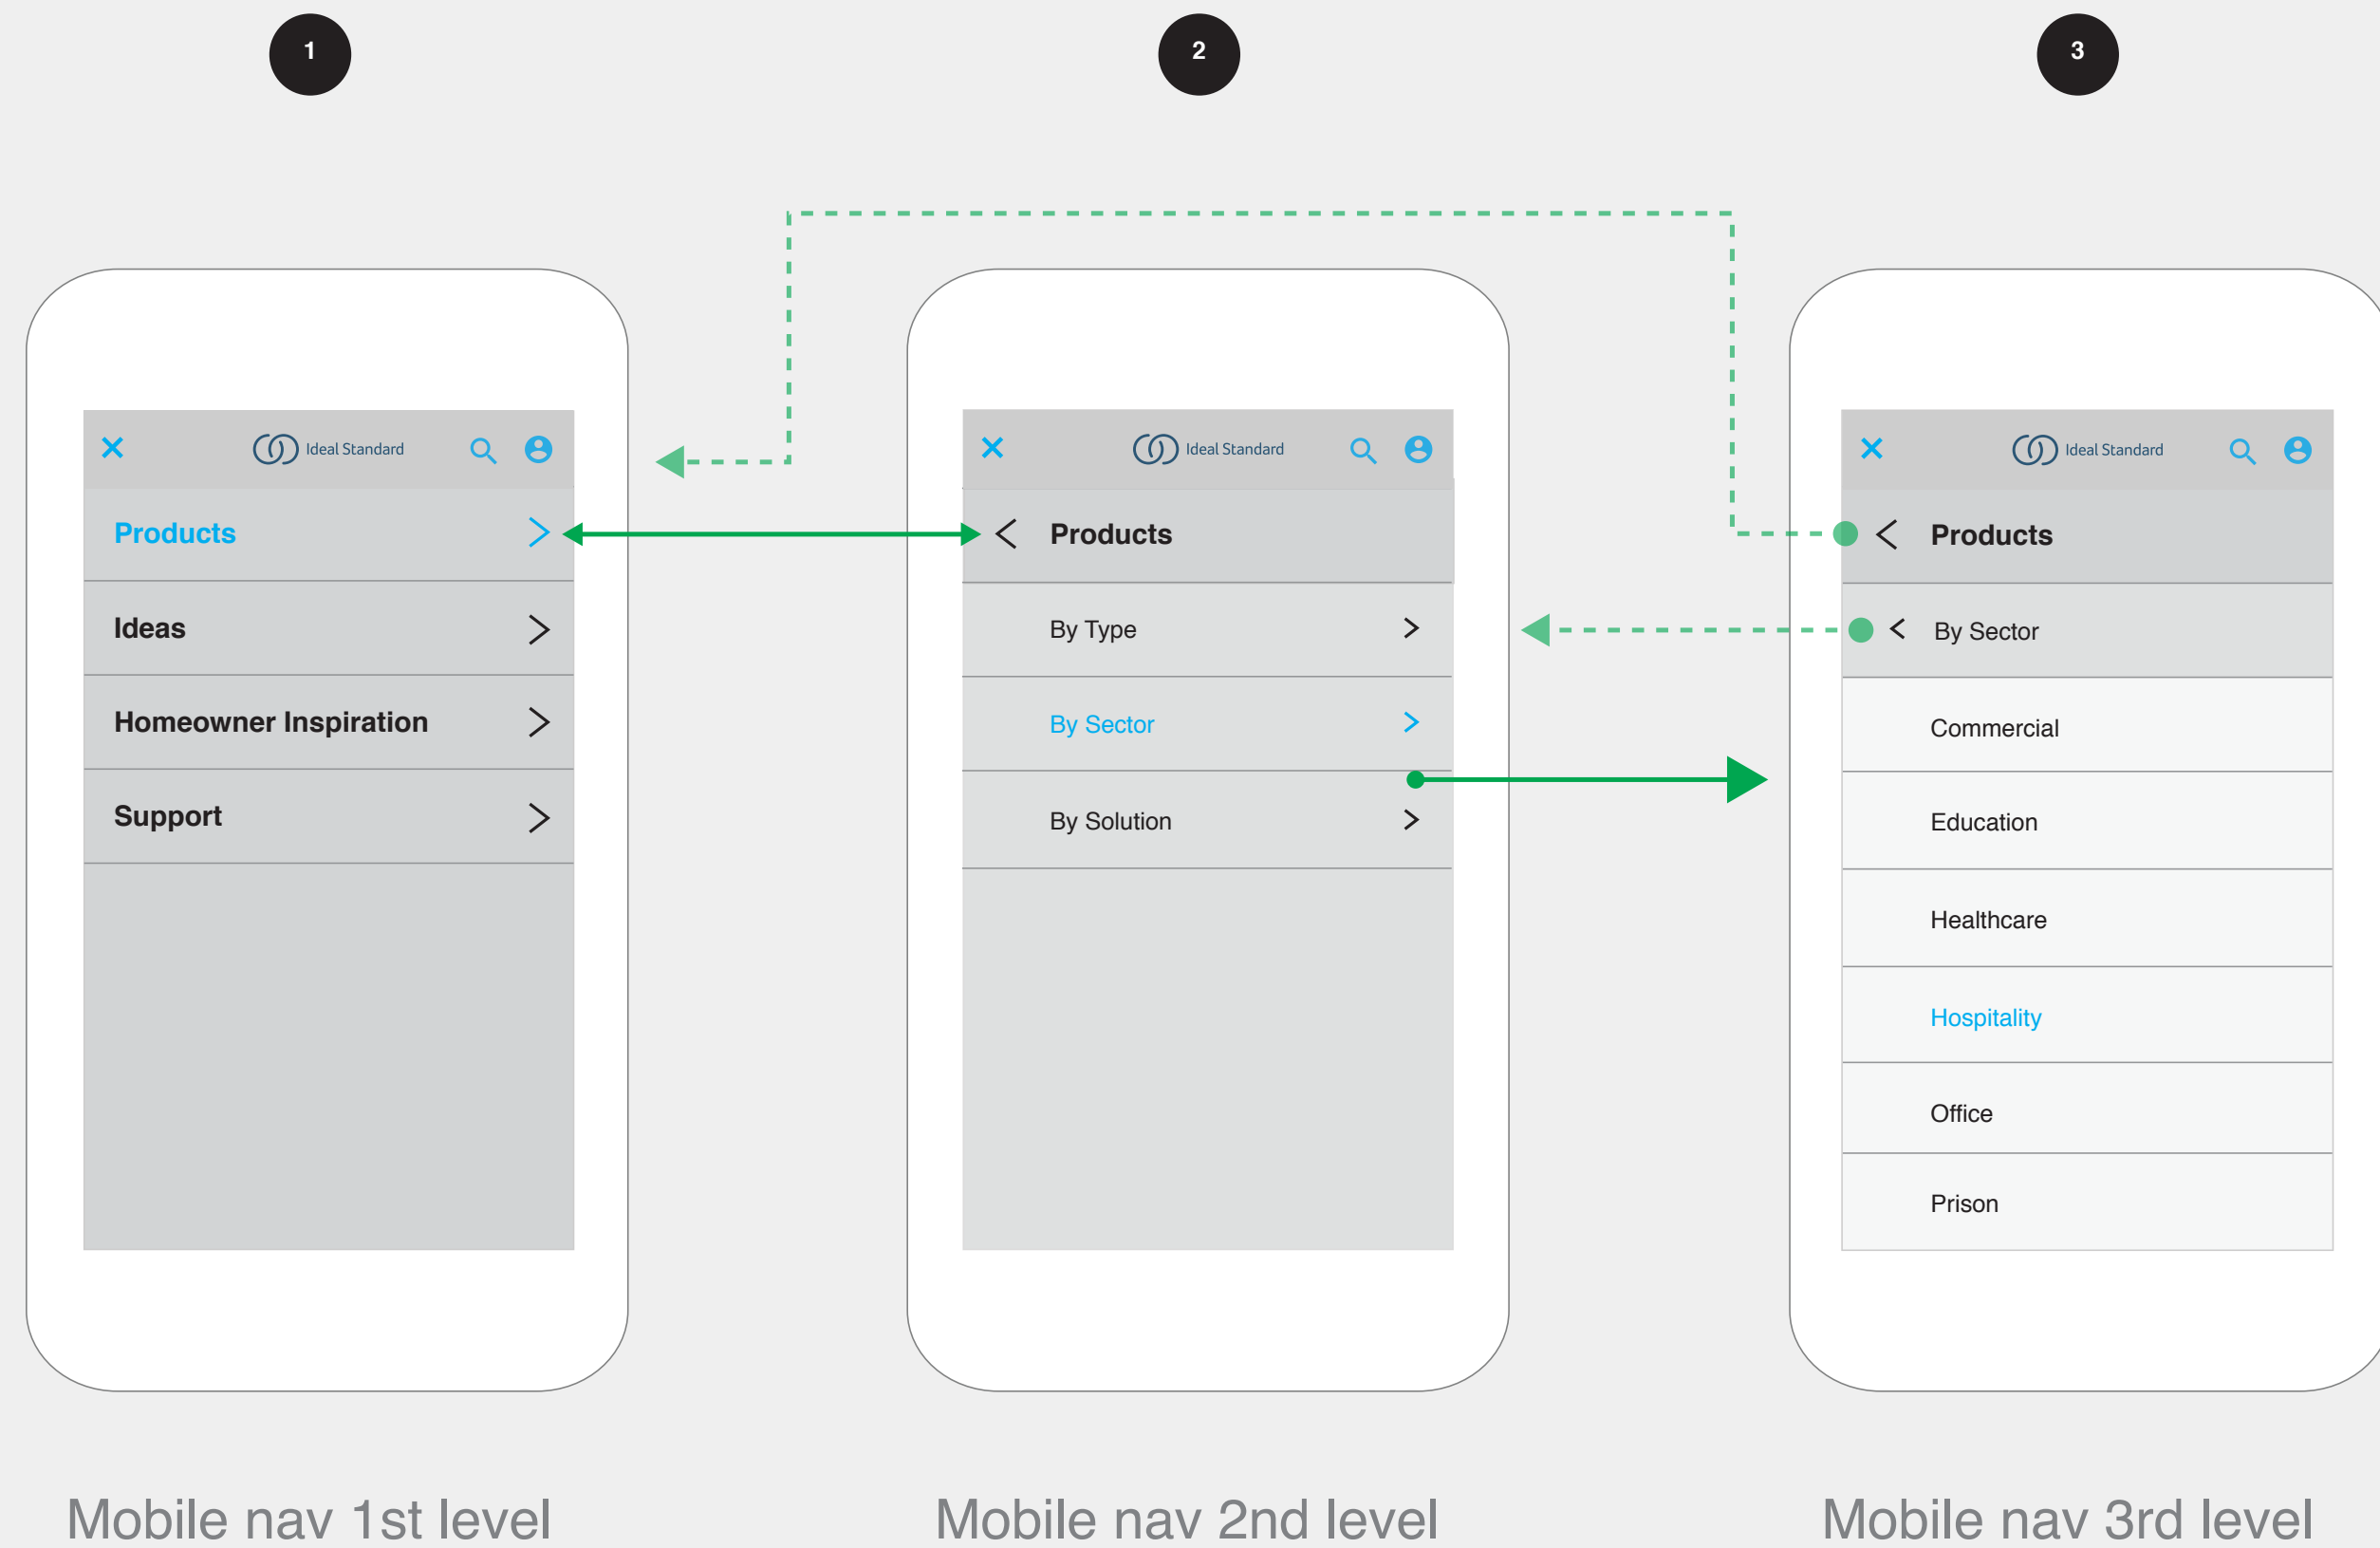 1
2
3
Ideal Standard
Products
Ideas
Homeowner Inspiration
Support
Ideal Standard
Products
By Type
By Sector
By Solution
Ideal Standard
Products
By Sector
Commercial
Education
Healthcare
Hospitality
Office
Prison
Mobile nav 1st level
Mobile nav 2nd level
Mobile nav 3rd level